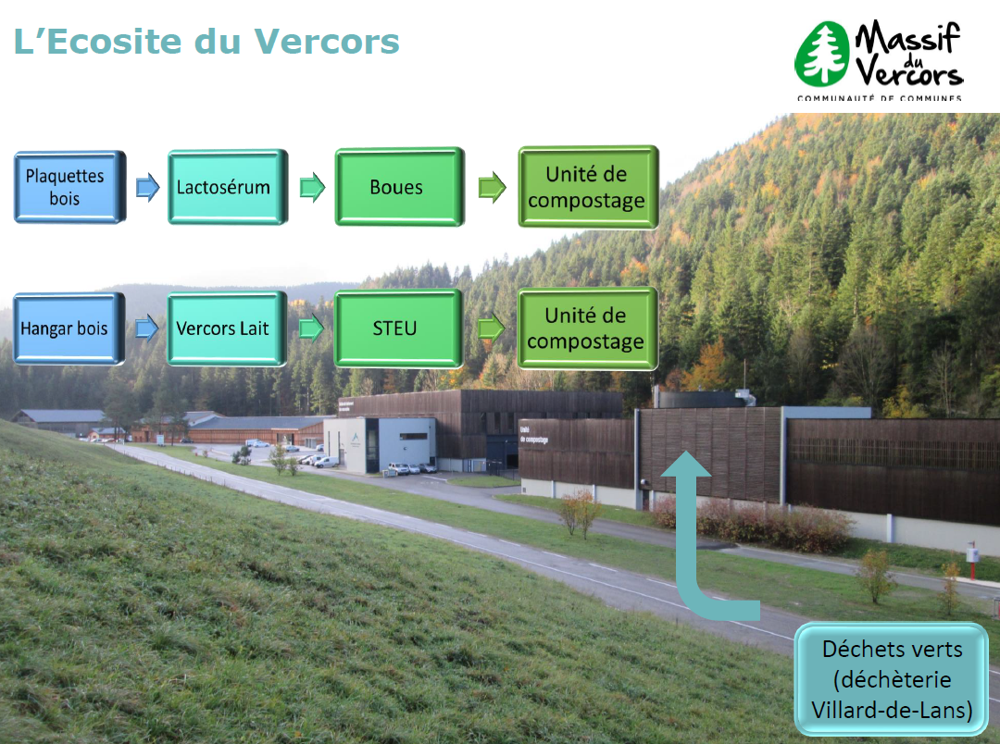 L’Ecosite du Vercors
Massif
du
Vercors
COMMUNAUTÉ DE COMMUNES
Plaquettes
bois
Lactosérum
Boues
Unité de
compostage
Hangar bois
Vercors Lait
STEU
Unité de
compostage
Unité
de compostage
Déchets verts
(déchèterie
Villard-de-Lans)